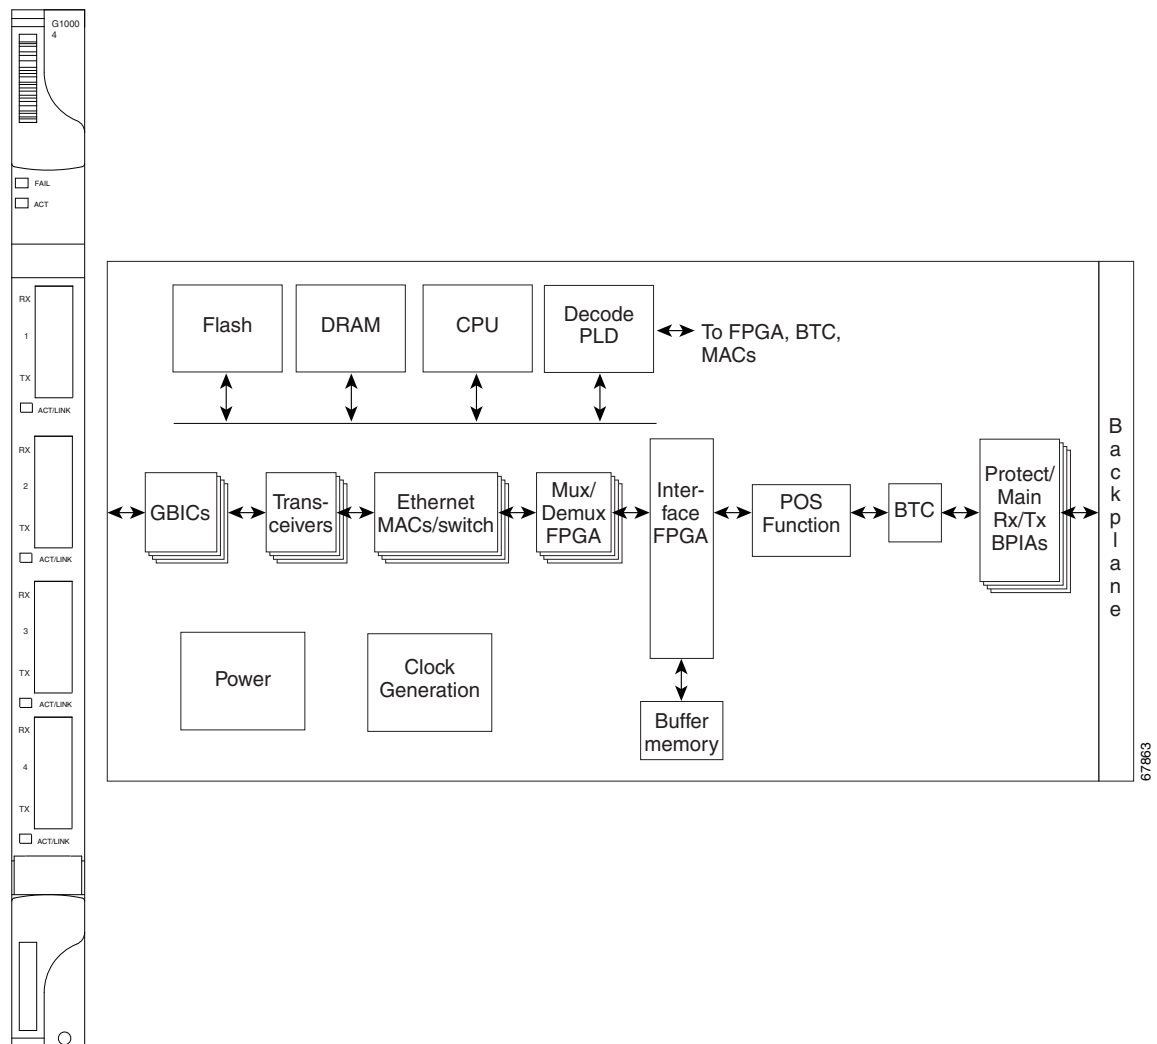 G1000
4
FAIL
ACT
RX
1
TX
ACT/LINK
RX
2
TX
ACT/LINK
RX
3
TX
ACT/LINK
RX
4
TX
ACT/LINK
Flash
DRAM
CPU
Decode
PLD
To FPGA, BTC,
MACs
GBICs
Trans-
ceivers
Ethernet
MACs/switch
Mux/
Demux
FPGA
Inter-
face
FPGA
POS
Function
BTC
Protect/
Main
Rx/Tx
BPIAs
Backplane
Power
Clock
Generation
Buffer
memory
67863